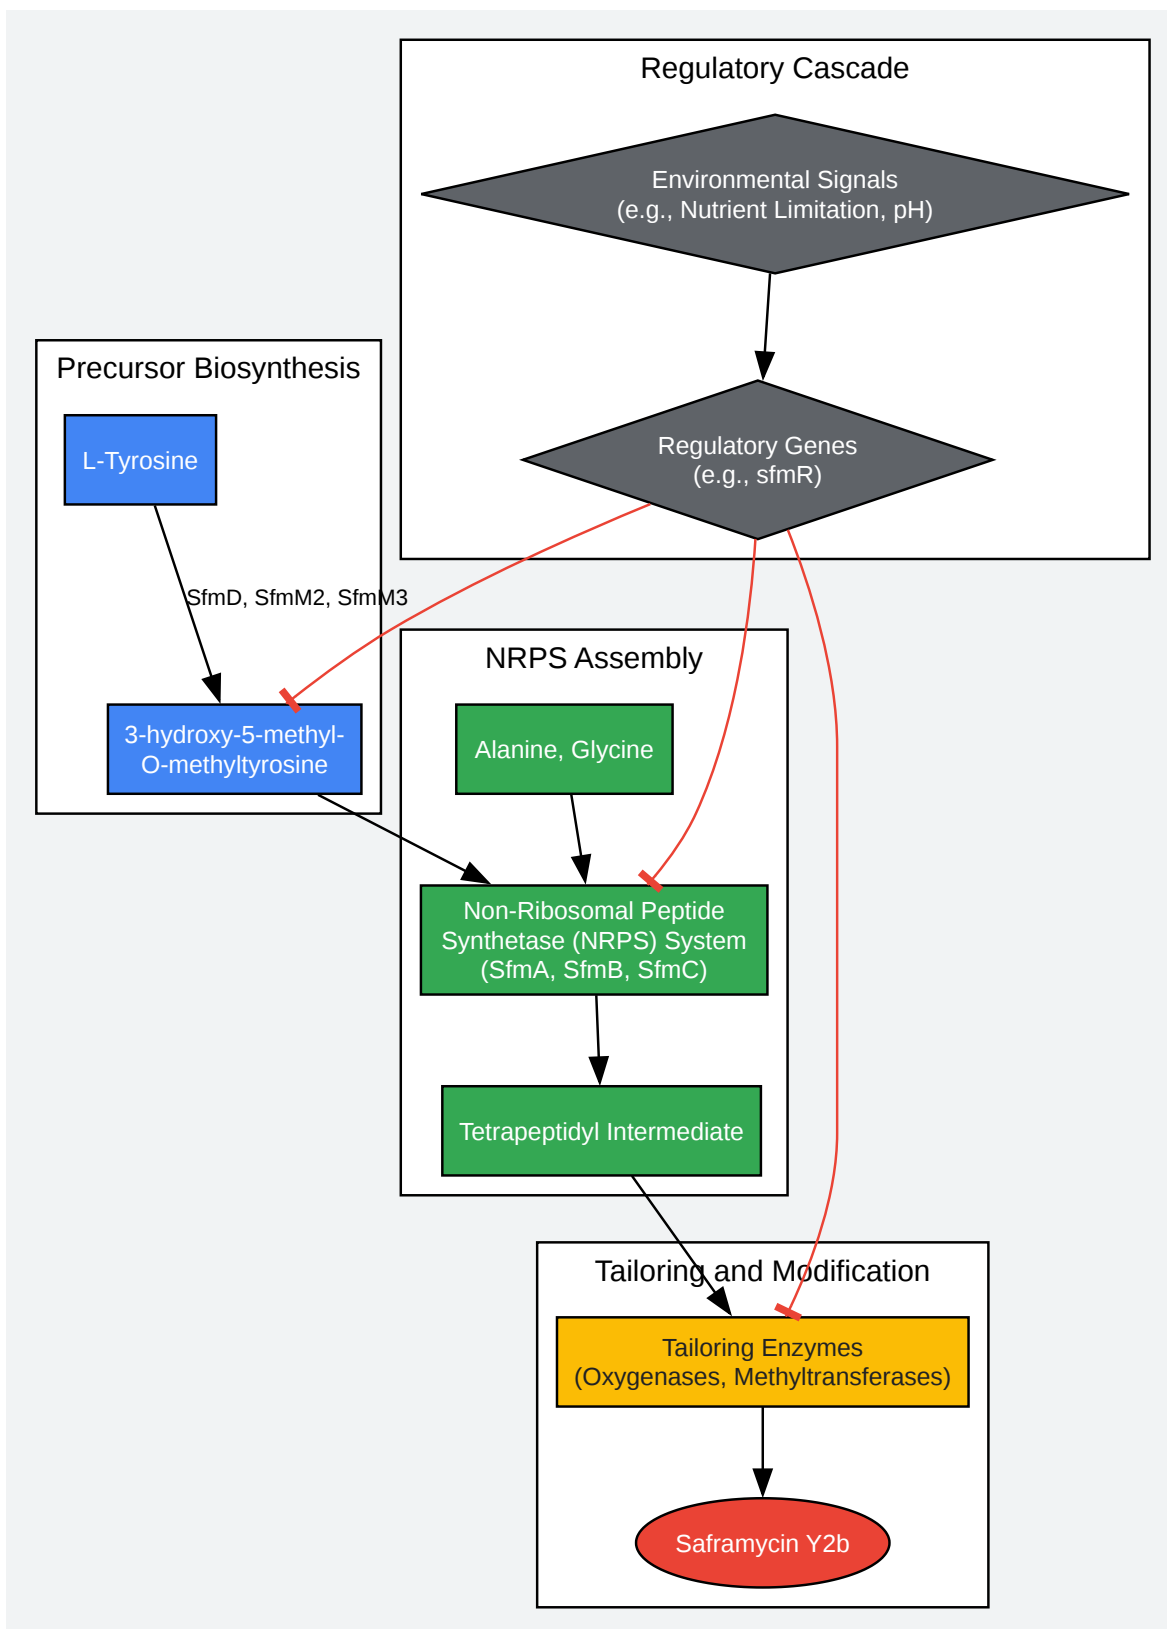 Regulatory Cascade
Environmental Signals
(e.g., Nutrient Limitation, pH)
Regulatory Genes
(e.g., sfmR)
Precursor Biosynthesis
L-Tyrosine
SfmD, SfmM2, SfmM3
3-hydroxy-5-methyl-
O-methyltyrosine
NRPS Assembly
Alanine, Glycine
Non-Ribosomal Peptide
Synthetase (NRPS) System
(SfmA, SfmB, SfmC)
Tetrapeptidyl Intermediate
Tailoring and Modification
Tailoring Enzymes
(Oxygenases, Methyltransferases)
Saframycin Y2b